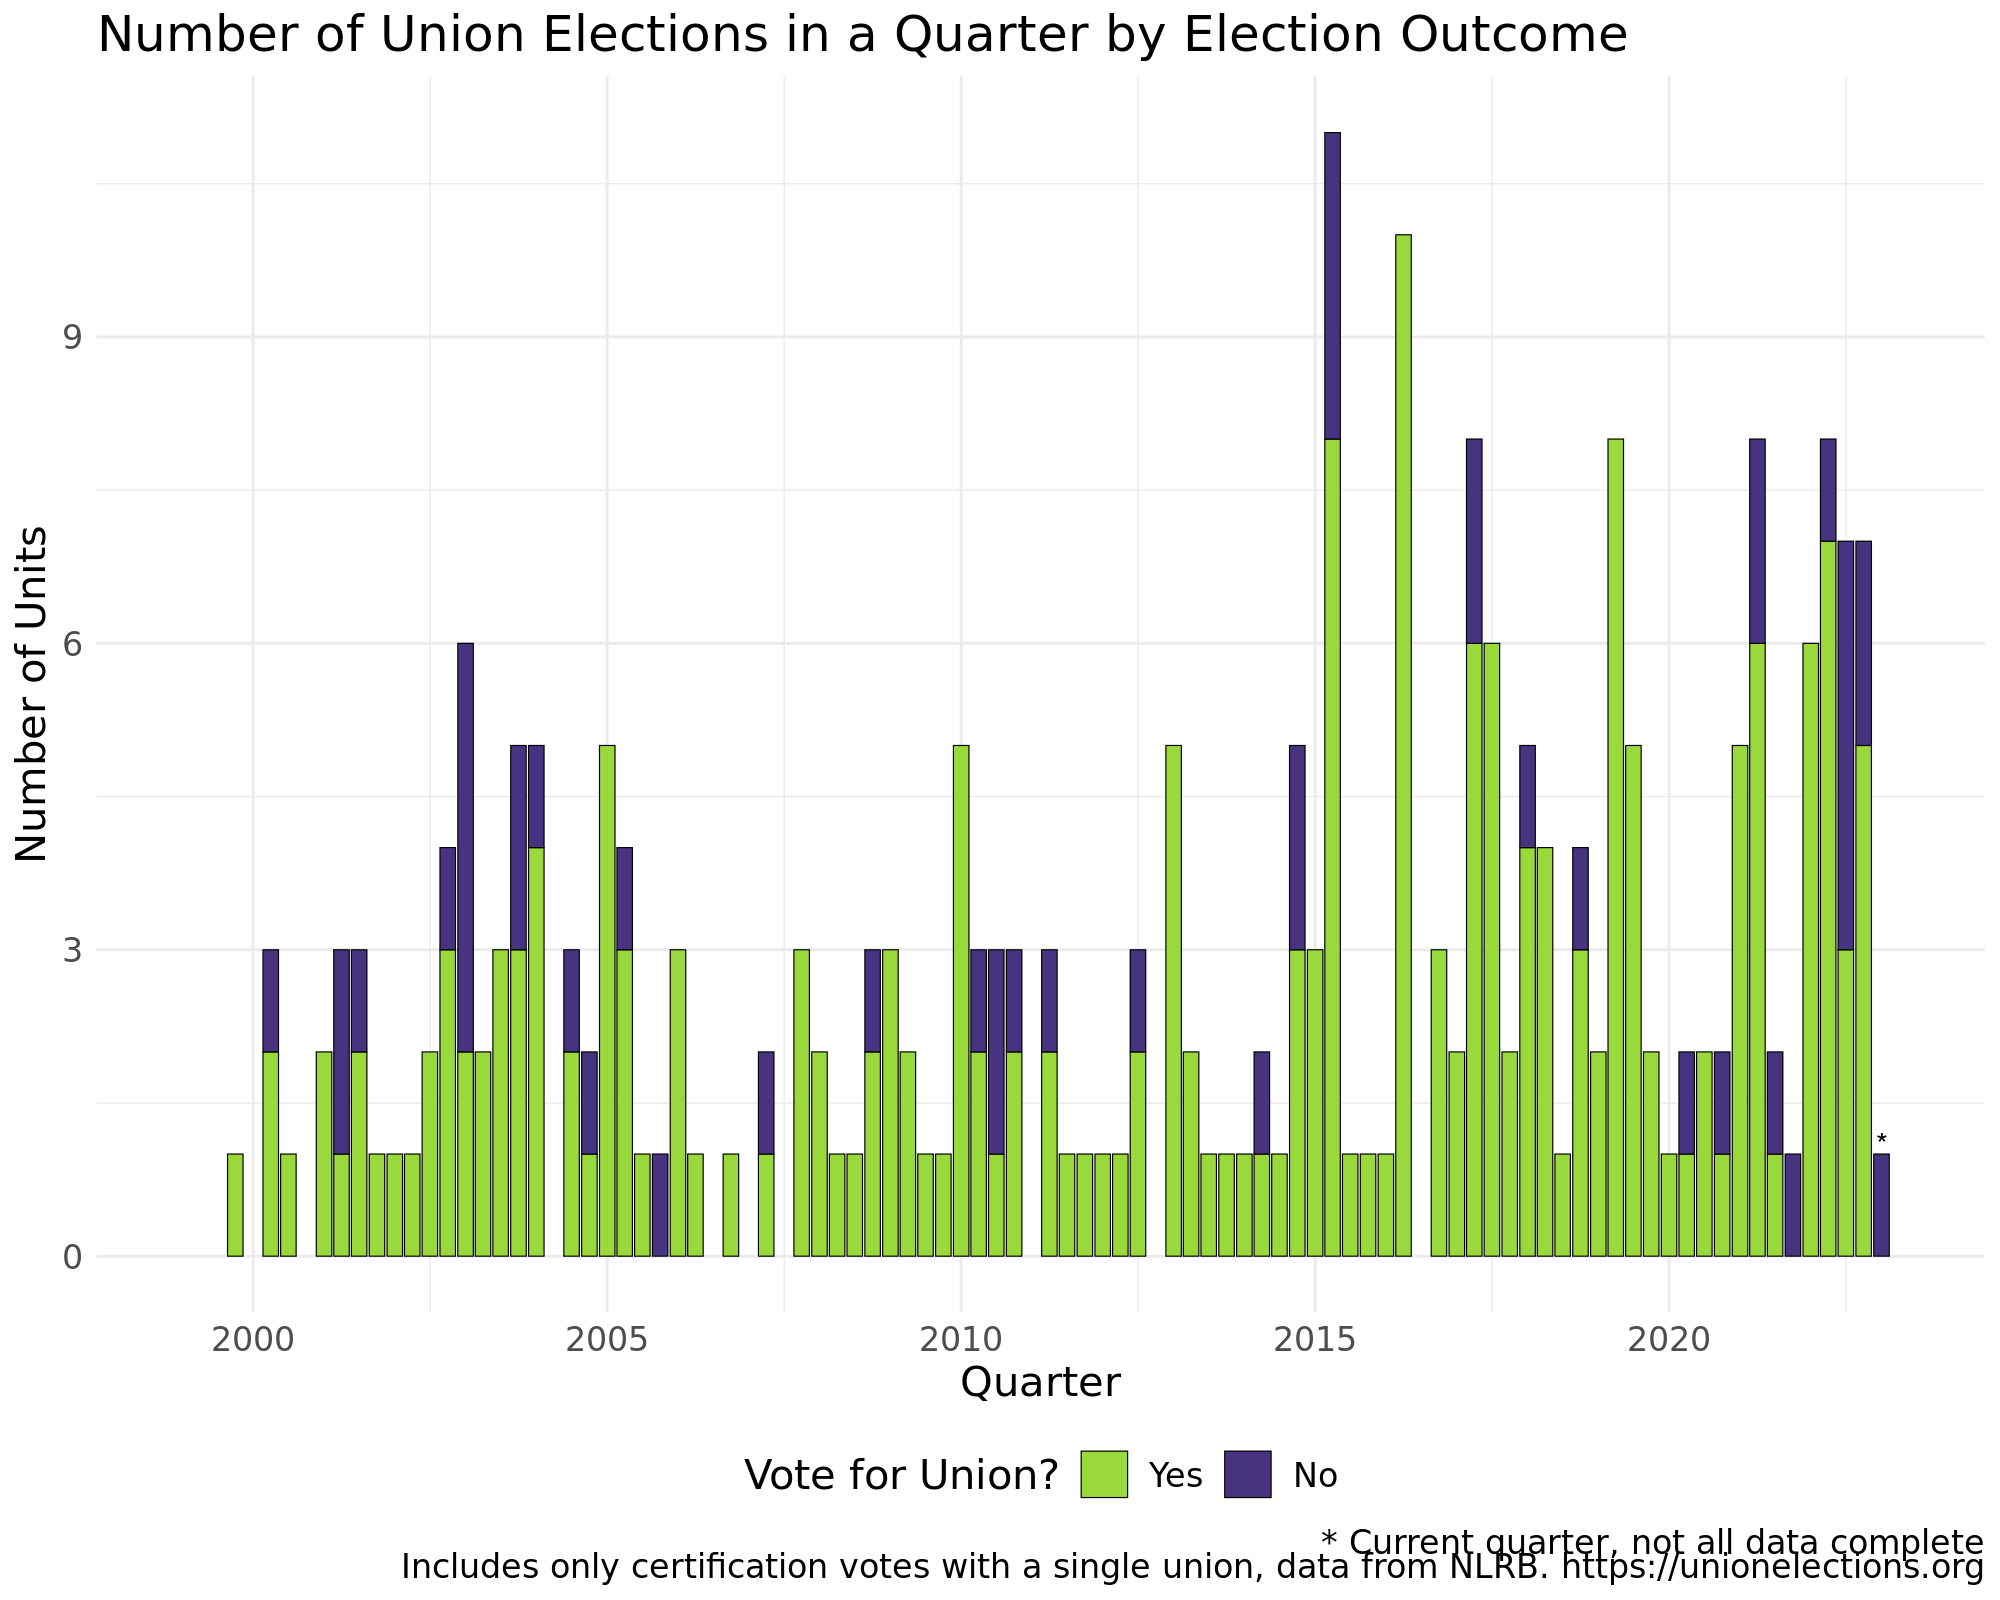 Number of Union Elections in a Quarter by Election Outcome
Number of Units
9
6
3
0
*
2000 2005 2010 2015 2020
Quarter
Vote for Union? Yes No
* Current quarter, not all data complete
Includes only certification votes with a single union, data from NLRB. https://unionelections.org